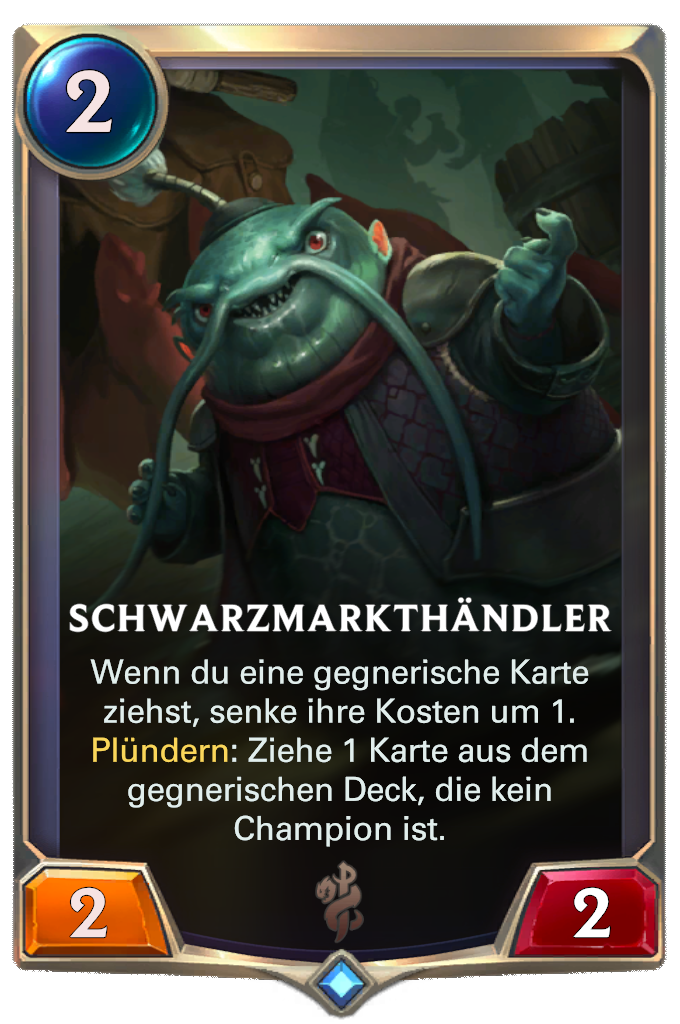 2
SCHWARZMARKTHÄNDLER
Wenn du eine gegnerische Karte
ziehst, senke ihre Kosten um 1.
Plündern: Ziehe 1 Karte aus dem
gegnerischen Deck, die kein
Champion ist.
2 2